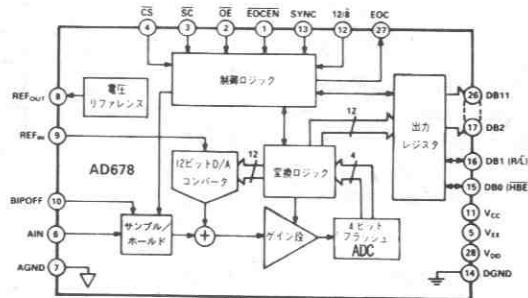 CS SC OE EOCEN SYNC 12/8 EOC
4 3 2 1 13 12 27
制御ロジック
REFOUT 8 電圧リファレンス
REFIN 9
12
26 DB11
17 DB2
出力レジスタ
16 DB1 (R/L)
15 DB0 (HBE)
AD678
12ビットD/Aコンバータ
12
変換ロジック
4
BIPOFF 10
AIN 6
サンプル/ホールド
+
ゲイン段
4ビットフラッシュADC
11 VCC
5 VEE
28 VDD
AGND 7
14 DGND